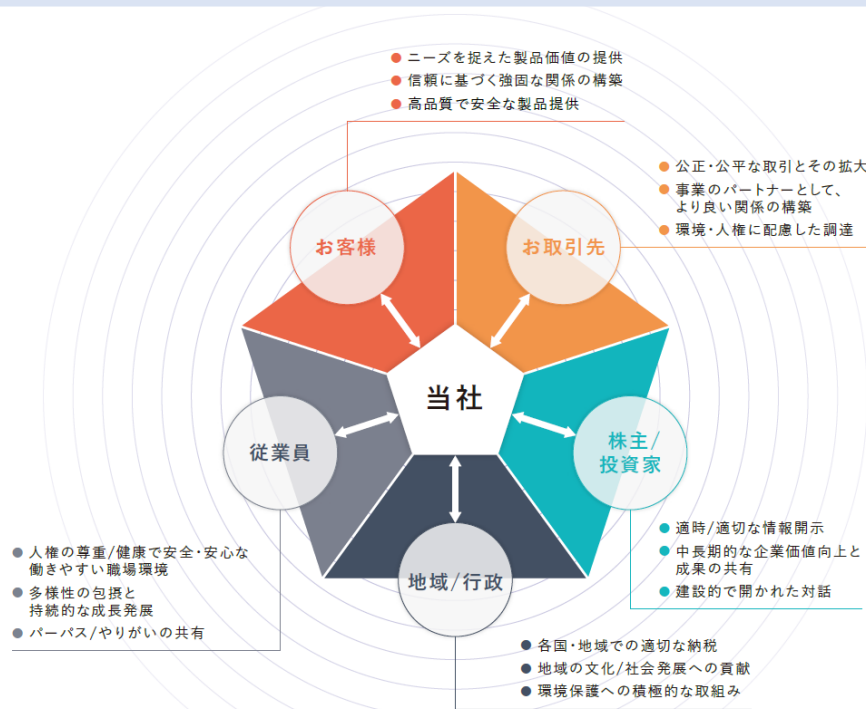 ニーズを捉えた製品価値の提供
信頼に基づく強固な関係の構築
高品質で安全な製品提供
公正・公平な取引とその拡大
事業のパートナーとして、
より良い関係の構築
環境・人権に配慮した調達
お客様
お取引先
当社
従業員
株主/
投資家
地域/行政
適時/適切な情報開示
中長期的な企業価値向上と
成果の共有
建設的で開かれた対話
人権の尊重/健康で安全・安心な
働きやすい職場環境
多様性の包摂と
持続的な成長発展
パーパス/やりがいの共有
各国・地域での適切な納税
地域の文化/社会発展への貢献
環境保護への積極的な取組み